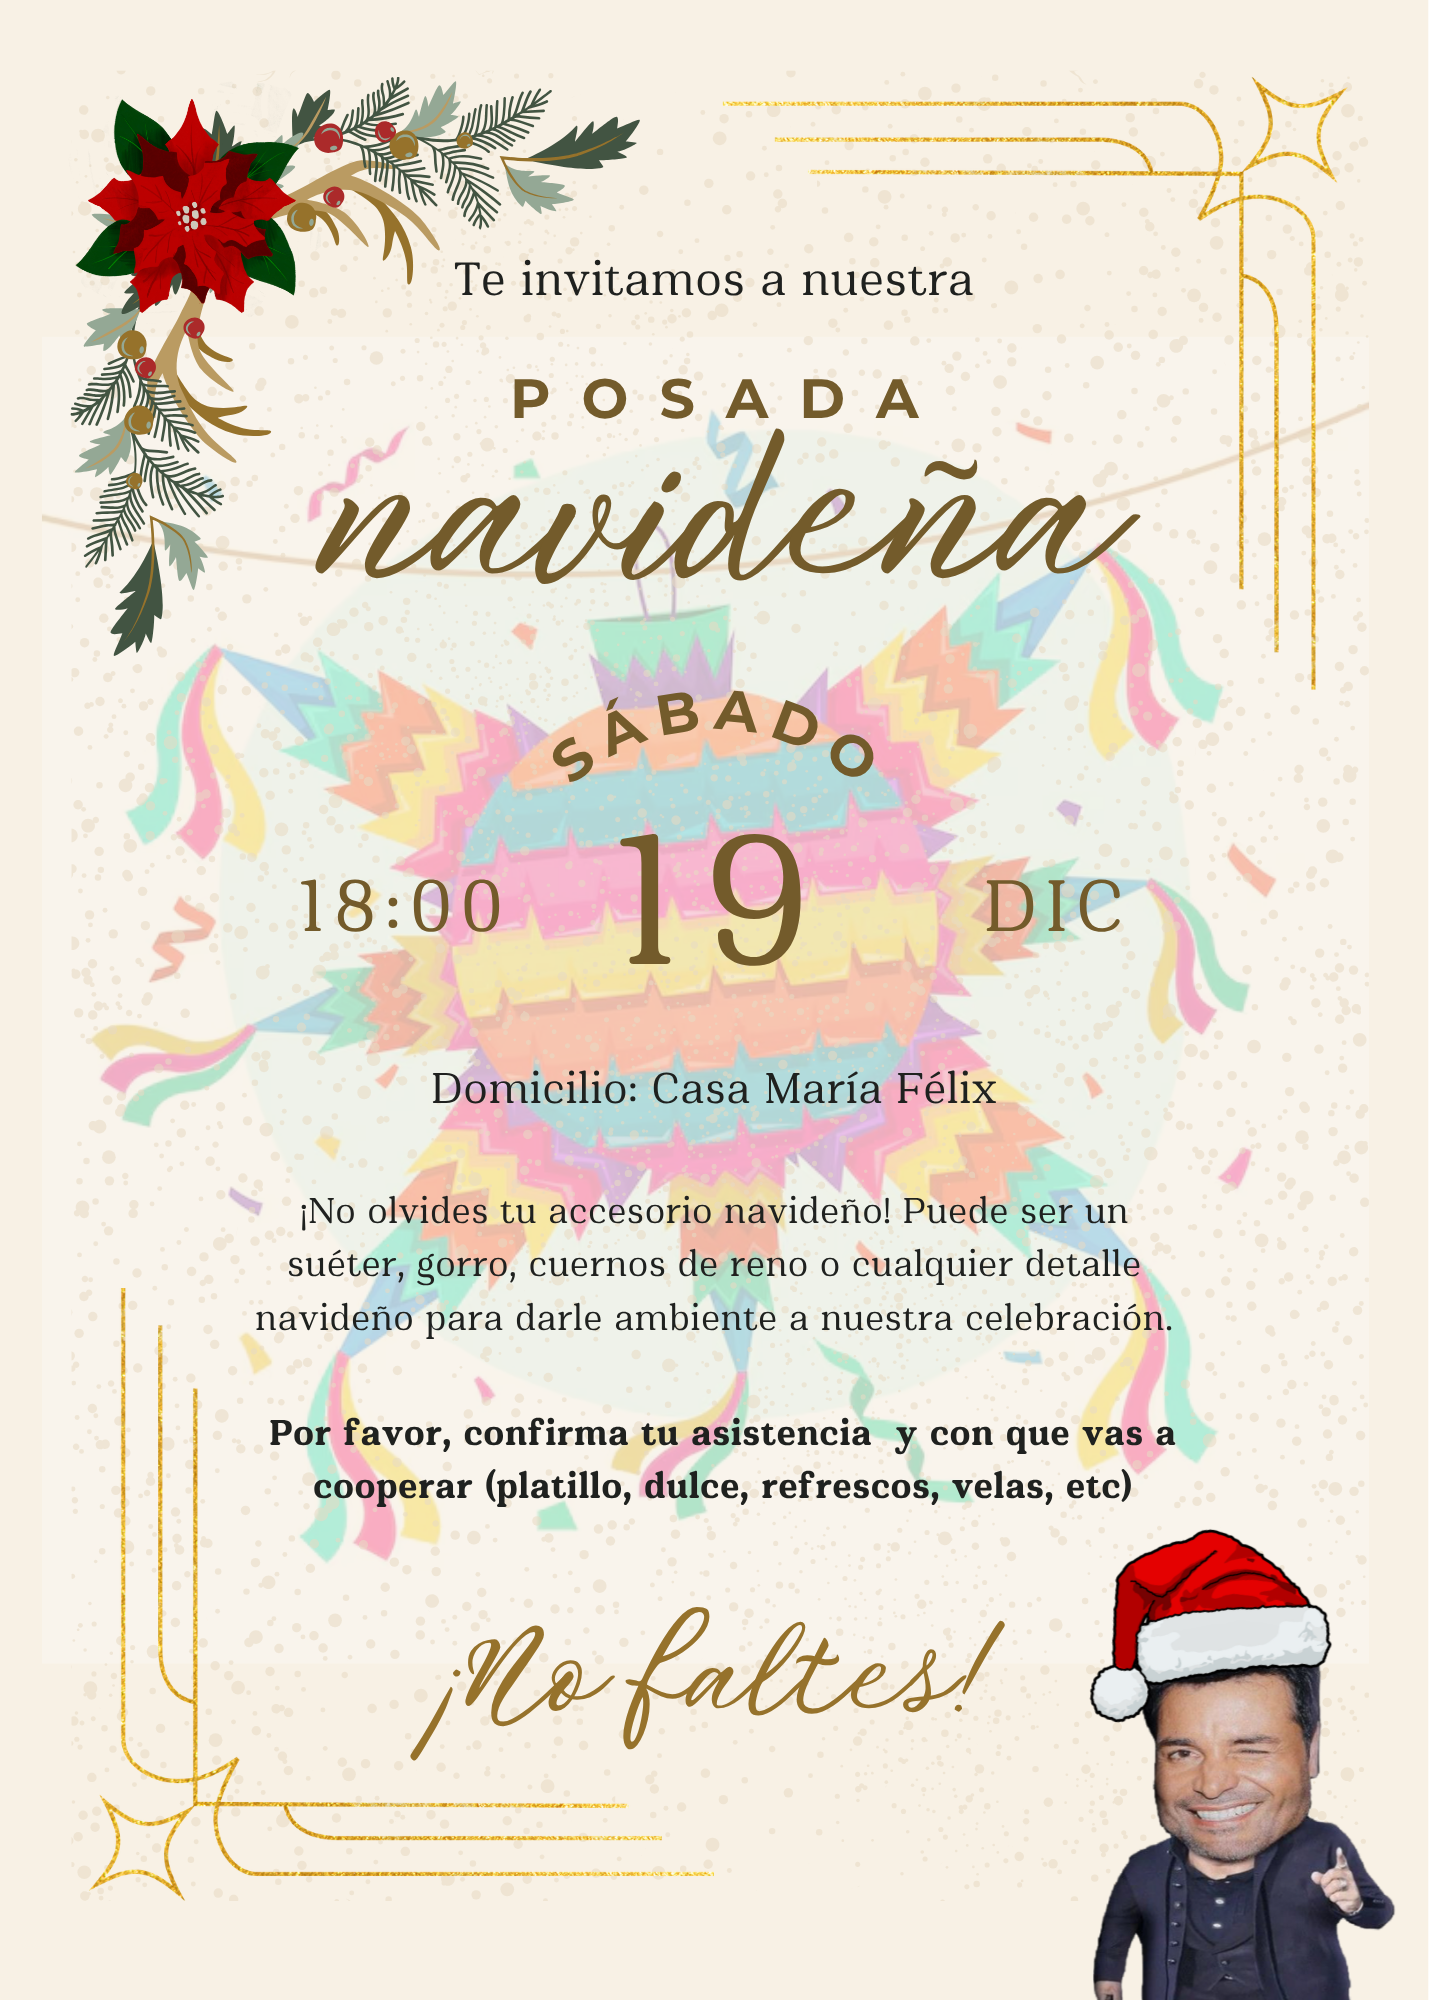 Te invitamos a nuestra
POSADA
navideña
SÁBADO
18:00 19 DIC
Domicilio: Casa María Félix
¡No olvides tu accesorio navideño! Puede ser un
suéter, gorro, cuernos de reno o cualquier detalle
navideño para darle ambiente a nuestra celebración.
Por favor, confirma tu asistencia  y con que vas a
cooperar (platillo, dulce, refrescos, velas, etc)
¡No faltes!